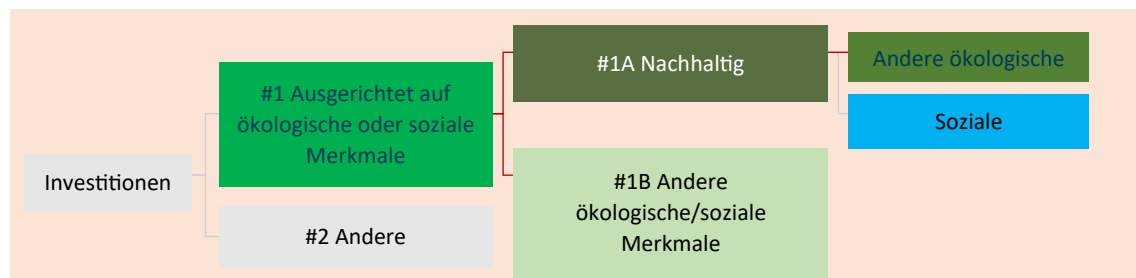 Investitionen
#1 Ausgerichtet auf
ökologische oder soziale
Merkmale
#2 Andere
#1A Nachhaltig
#1B Andere
ökologische/soziale
Merkmale
Andere ökologische
Soziale